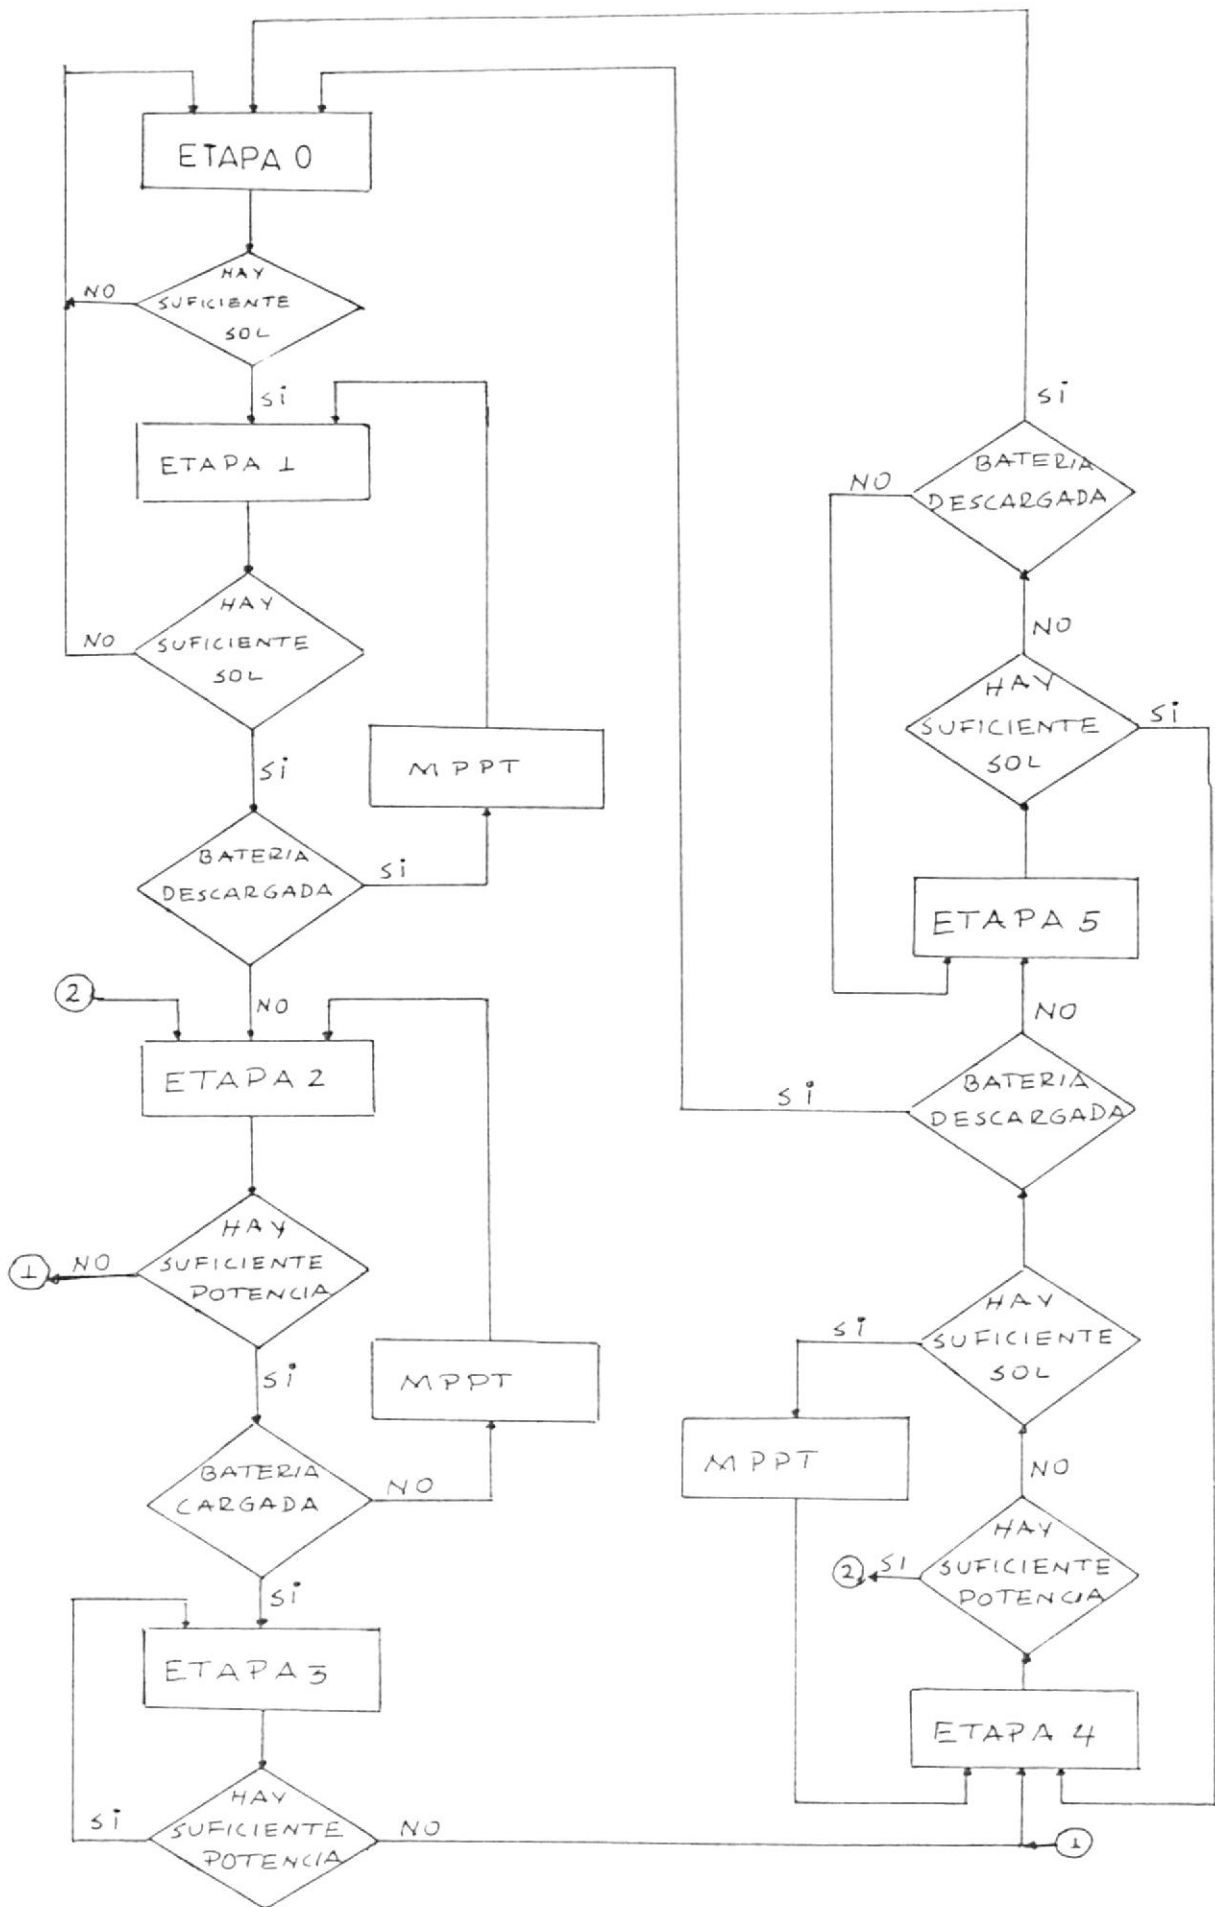 ETAPA 0
HAY
SUFICIENTE
SOL
NO
SI
ETAPA 1
HAY
SUFICIENTE
SOL
NO
SI
MPPT
BATERIA
DESCARGADA
SI
NO
2
ETAPA 2
HAY
SUFICIENTE
POTENCIA
NO
1
SI
MPPT
BATERIA
CARGADA
NO
SI
ETAPA 3
HAY
SUFICIENTE
POTENCIA
SI
NO
SI
BATERIA
DESCARGADA
NO
NO
HAY
SUFICIENTE
SOL
SI
ETAPA 5
NO
BATERIA
DESCARGADA
SI
HAY
SUFICIENTE
SOL
SI
MPPT
NO
HAY
SUFICIENTE
POTENCIA
SI
2
ETAPA 4
1